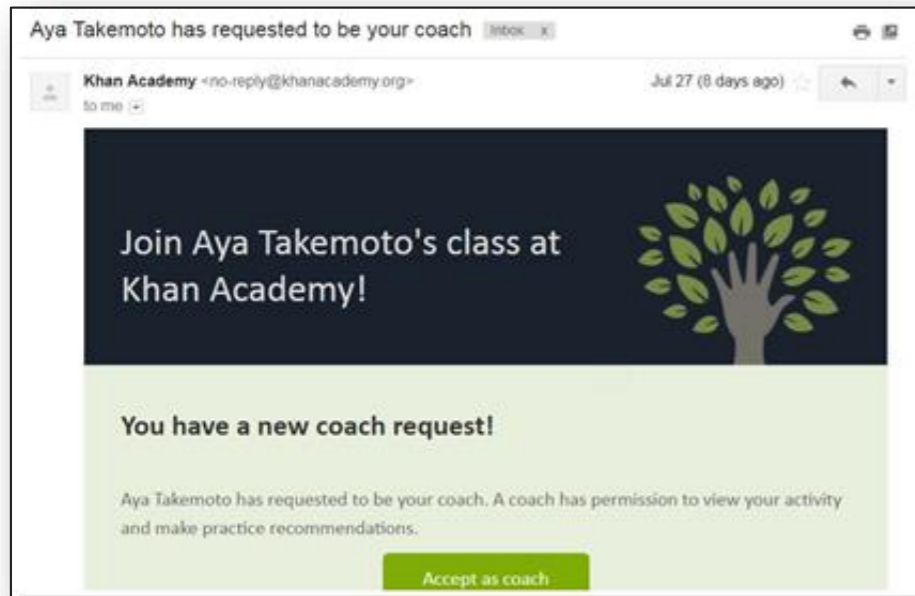 Aya Takemoto has requested to be your coach Inbox x
Khan Academy <no-reply@khanacademy.org> Jul 27 (8 days ago)
to me
Join Aya Takemoto's class at
Khan Academy!
You have a new coach request!
Aya Takemoto has requested to be your coach. A coach has permission to view your activity
and make practice recommendations.
Accept as coach